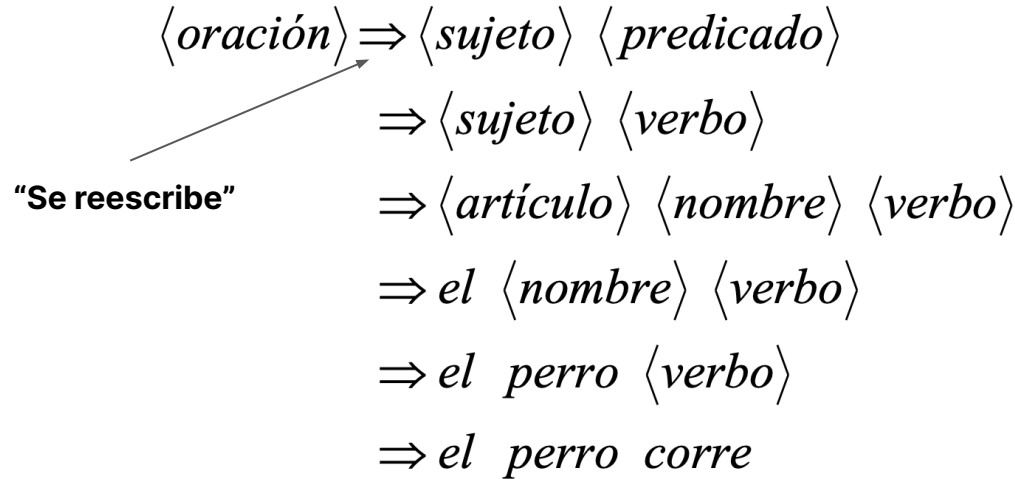 ⟨oración⟩ ⇒ ⟨sujeto⟩ ⟨predicado⟩
⇒ ⟨sujeto⟩ ⟨verbo⟩
“Se reescribe”
⇒ ⟨artículo⟩ ⟨nombre⟩ ⟨verbo⟩
⇒ el ⟨nombre⟩ ⟨verbo⟩
⇒ el perro ⟨verbo⟩
⇒ el perro corre